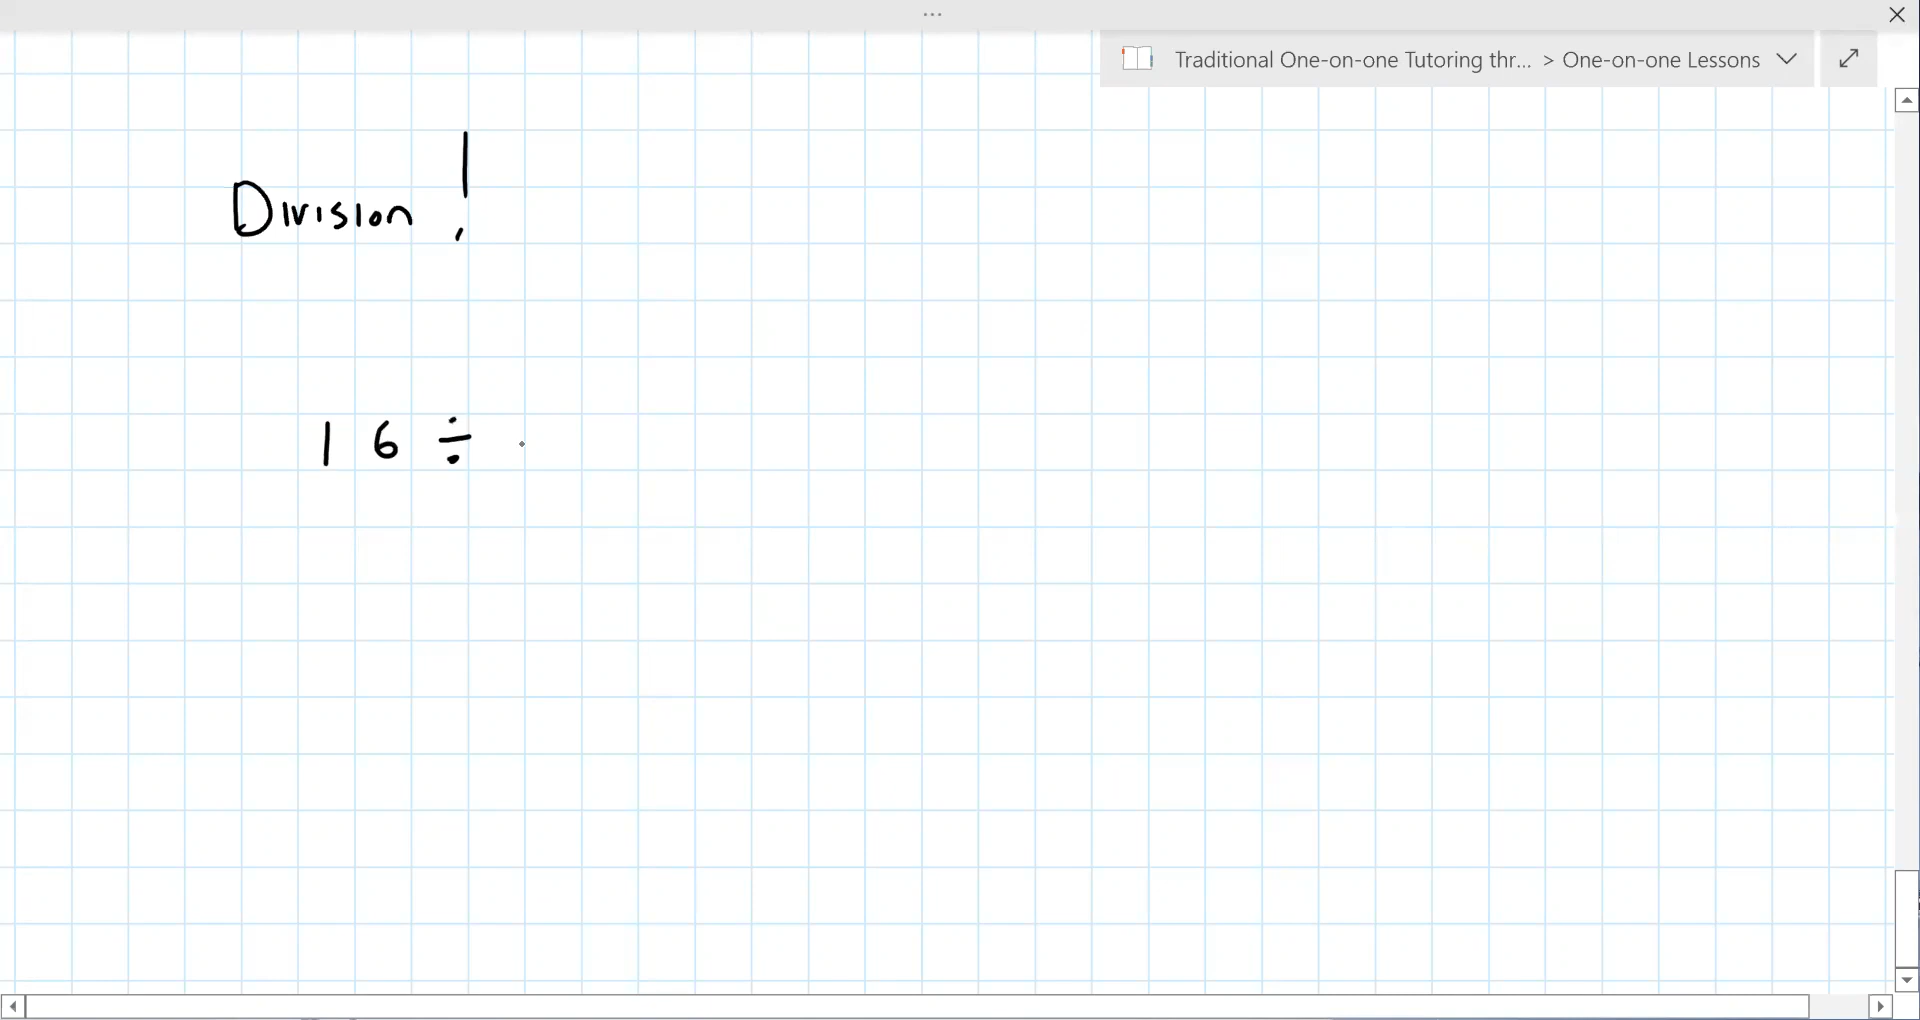 ...
Traditional One-on-one Tutoring thr... > One-on-one Lessons
Division!
16 ÷